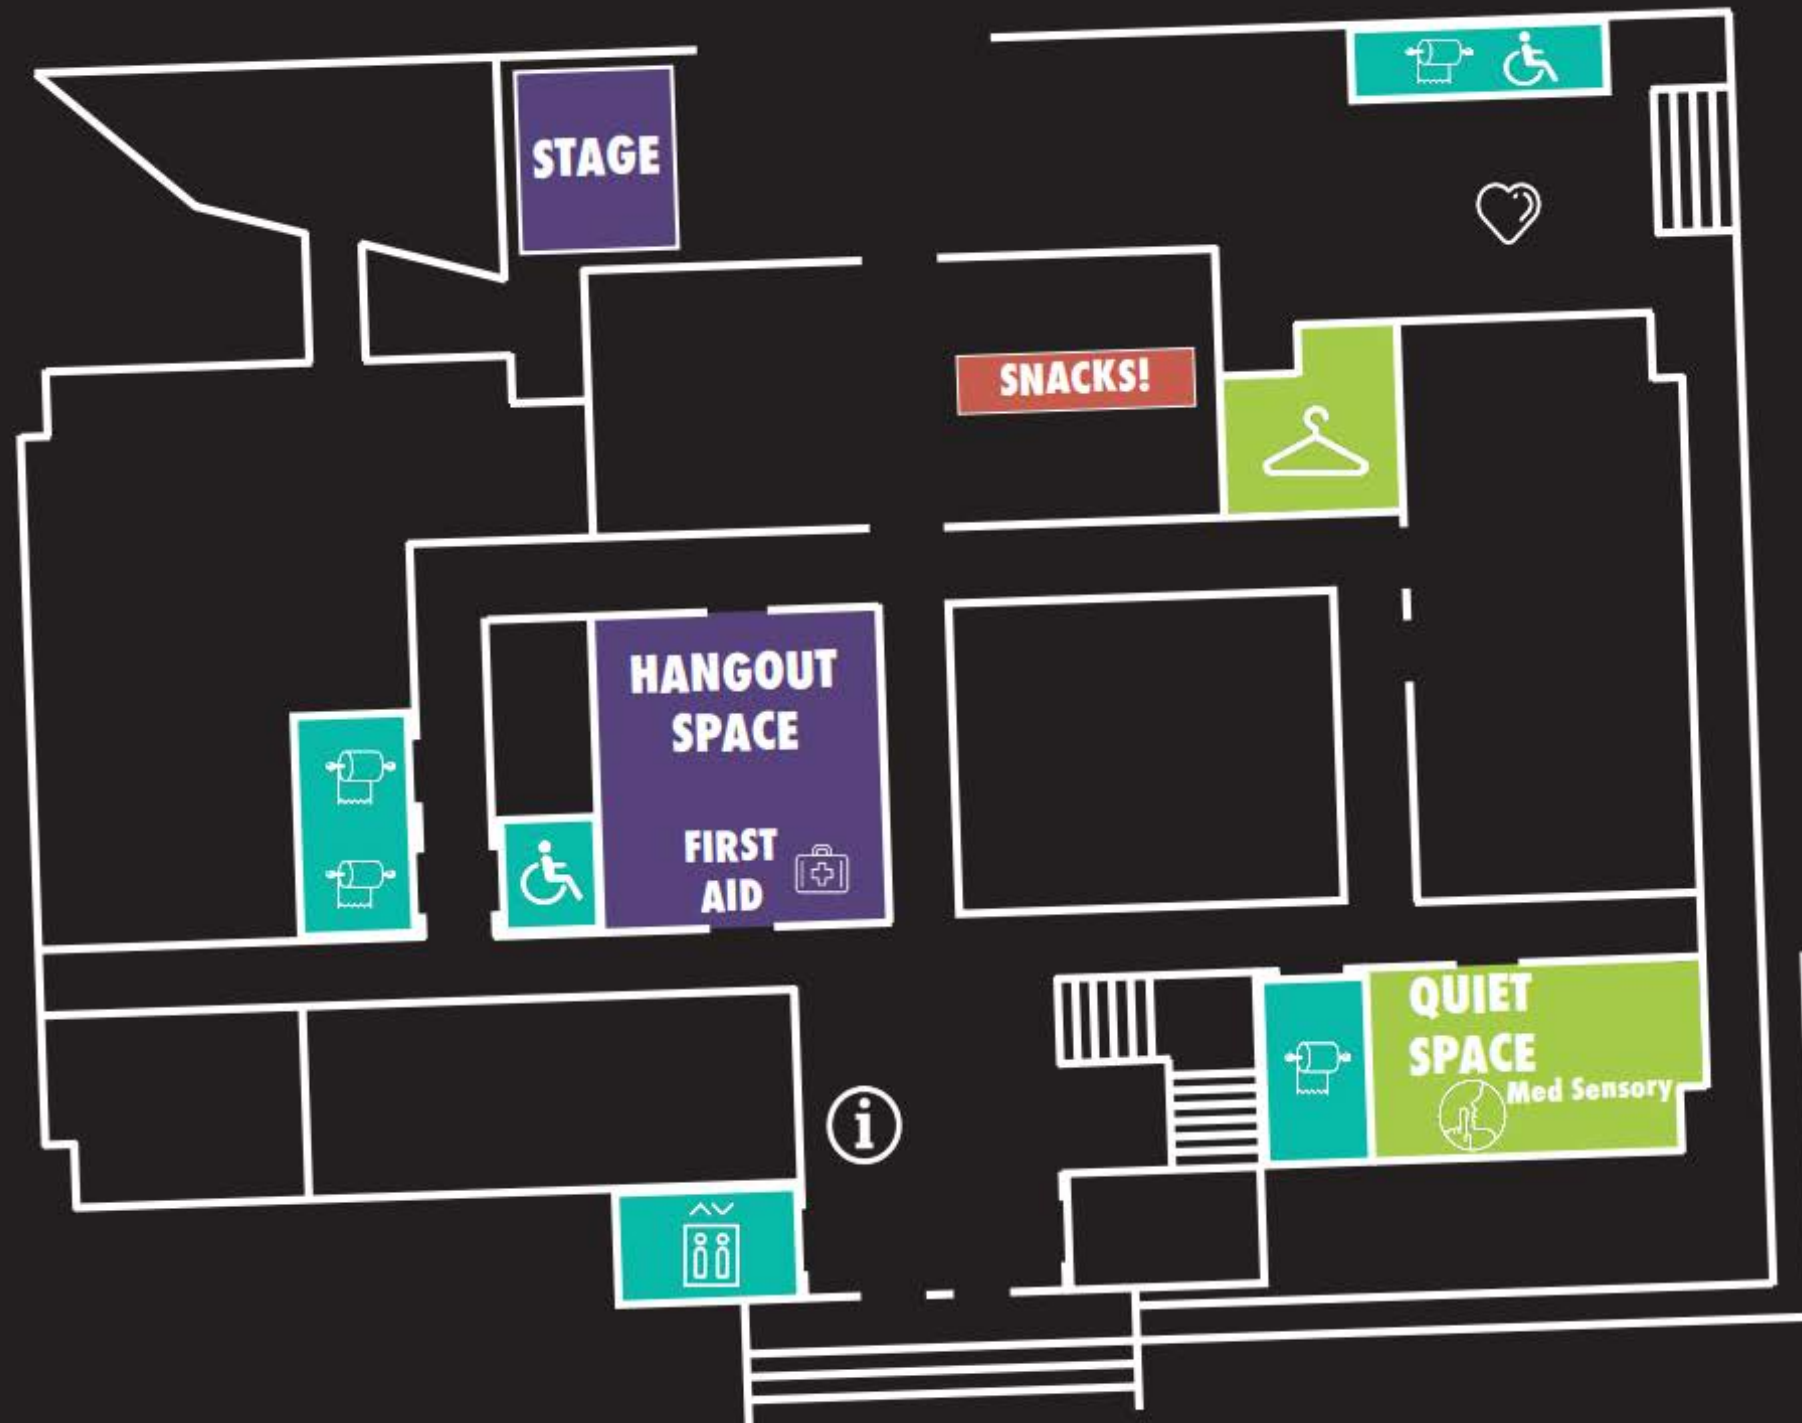 STAGE
SNACKS!
HANGOUT
SPACE
FIRST
AID
QUIET
SPACE
Med Sensory
i